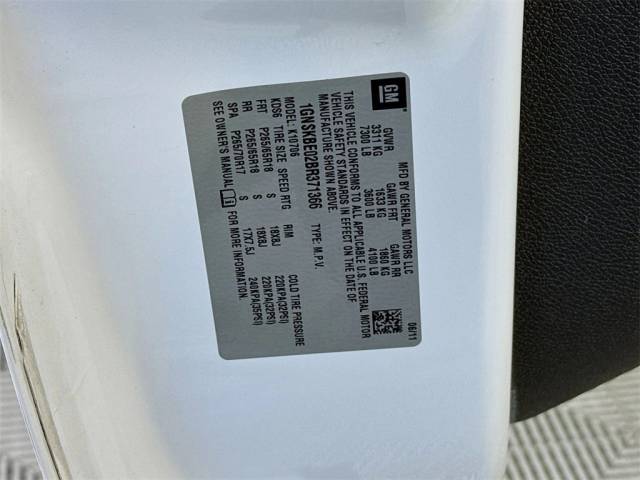 GM
MFD BY GENERAL MOTORS LLC
06/11
GVWR GAWR FRT GAWR RR
3311 KG 1633 KG 1860 KG
7300 LB 3600 LB 4100 LB
THIS VEHICLE CONFORMS TO ALL APPLICABLE U.S. FEDERAL MOTOR
VEHICLE SAFETY STANDARDS IN EFFECT ON THE DATE OF
MANUFACTURE SHOWN ABOVE.
1GNSKBE02BR371366 TYPE: M.P.V.
MODEL: K10706
KDS6 TIRE SIZE SPEED RTG RIM COLD TIRE PRESSURE
FRT P265/65R18 S 18X8J 220KPA(32PSI)
RR P265/65R18 S 18X8J 220KPA(32PSI)
SPA P265/70R17 17X7.5J 240KPA(35PSI)
SEE OWNER'S MANUAL